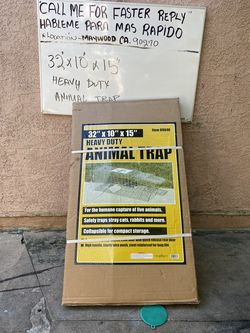 "CALL ME FOR FASTER REPLY"
HABLEME PARA MAS RAPIDO
LOCATION - MAYWOOD CA. 90270
32"x10"x15"
HEAVY DUTY
ANIMAL TRAP
32" x 10" x 15"
HEAVY DUTY
ANIMAL TRAP
For the humane capture of live animals.
Safely traps stray cats, rabbits and more.
Collapsible for compact storage.